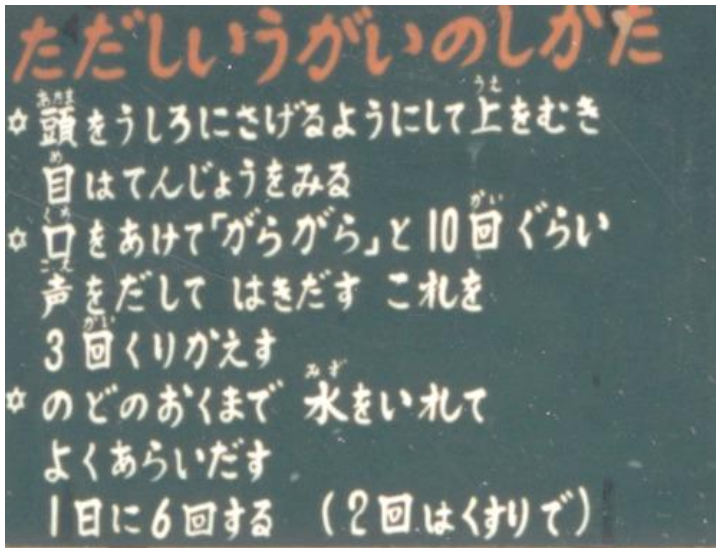 ただしいうがいのしかた
☆ 頭をうしろにさげるようにして上をむき
目はてんじょうをみる
☆ 口をあけて「がらがら」と10回ぐらい
声をだして はきだす これを
3回くりかえす
☆ のどのおくまで 水をいれて
よくあらいだす
1日に6回する (2回はくすりで)